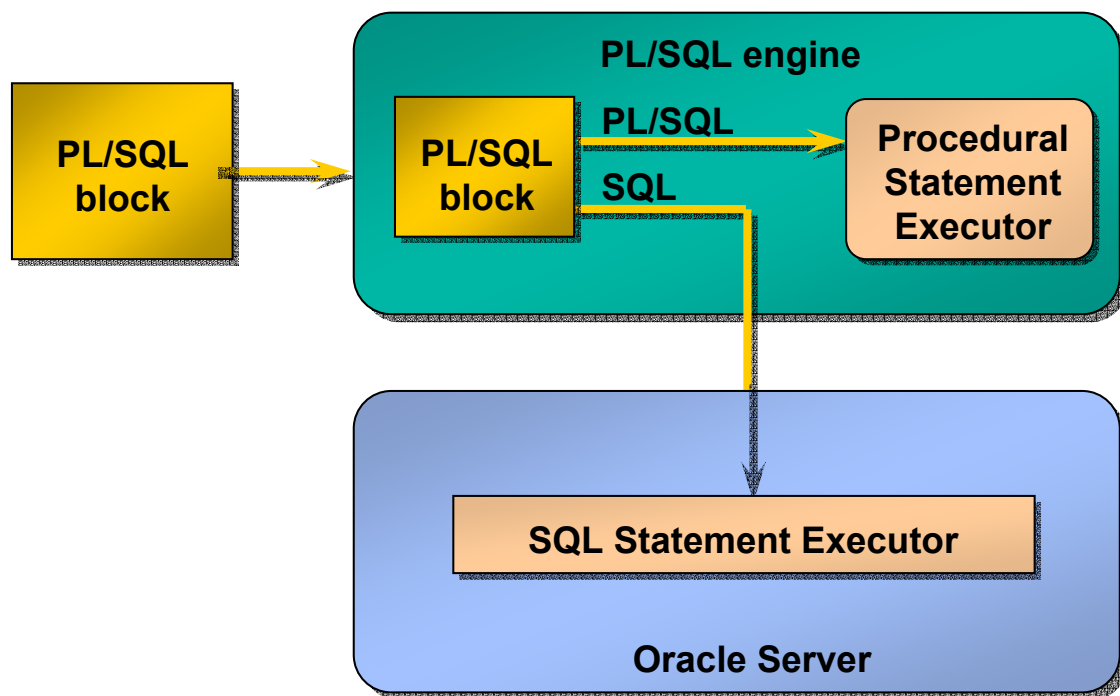 PL/SQL engine
PL/SQL
block
PL/SQL
block
PL/SQL
SQL
Procedural
Statement
Executor
SQL Statement Executor
Oracle Server